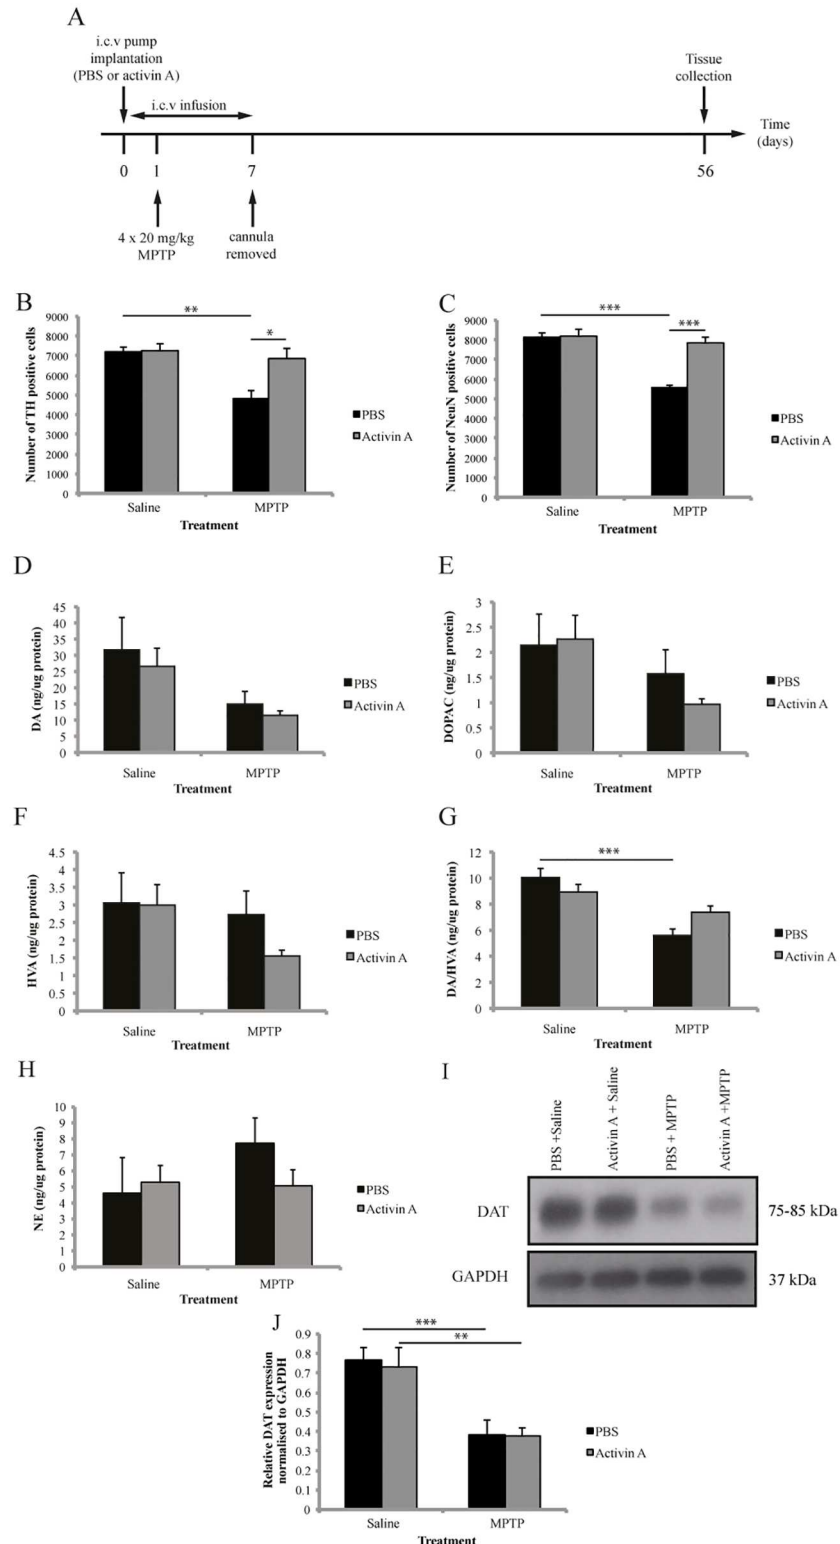 A
i.c.v pump
implantation
(PBS or activin A)
Tissue
collection
i.c.v infusion
Time
(days)
0 1 7 56
4 x 20 mg/kg
MPTP
cannula
removed
B
**
*
9000
8000
7000
6000
5000
4000
3000
2000
1000
0
Number of TH positive cells
PBS
Activin A
Saline MPTP
Treatment
C
***
***
9000
8000
7000
6000
5000
4000
3000
2000
1000
0
Number of NeuN positive cells
PBS
Activin A
Saline MPTP
Treatment
D
45
40
35
30
25
20
15
10
5
0
DA (ng/ug protein)
PBS
Activin A
Saline MPTP
Treatment
E
3
2.5
2
1.5
1
0.5
0
DOPAC (ng/ug protein)
PBS
Activin A
Saline MPTP
Treatment
F
4.5
4
3.5
3
2.5
2
1.5
1
0.5
0
HVA (ng/ug protein)
PBS
Activin A
Saline MPTP
Treatment
G
***
12
10
8
6
4
2
0
DA/HVA (ng/ug protein)
PBS
Activin A
Saline MPTP
Treatment
H
10
9
8
7
6
5
4
3
2
1
0
NE (ng/ug protein)
PBS
Activin A
Saline MPTP
Treatment
I
PBS +Saline
Activin A + Saline
PBS + MPTP
Activin A +MPTP
DAT
75-85 kDa
GAPDH
37 kDa
J
***
**
0.9
0.8
0.7
0.6
0.5
0.4
0.3
0.2
0.1
0
Relative DAT expression
normalised to GAPDH
PBS
Activin A
Saline MPTP
Treatment